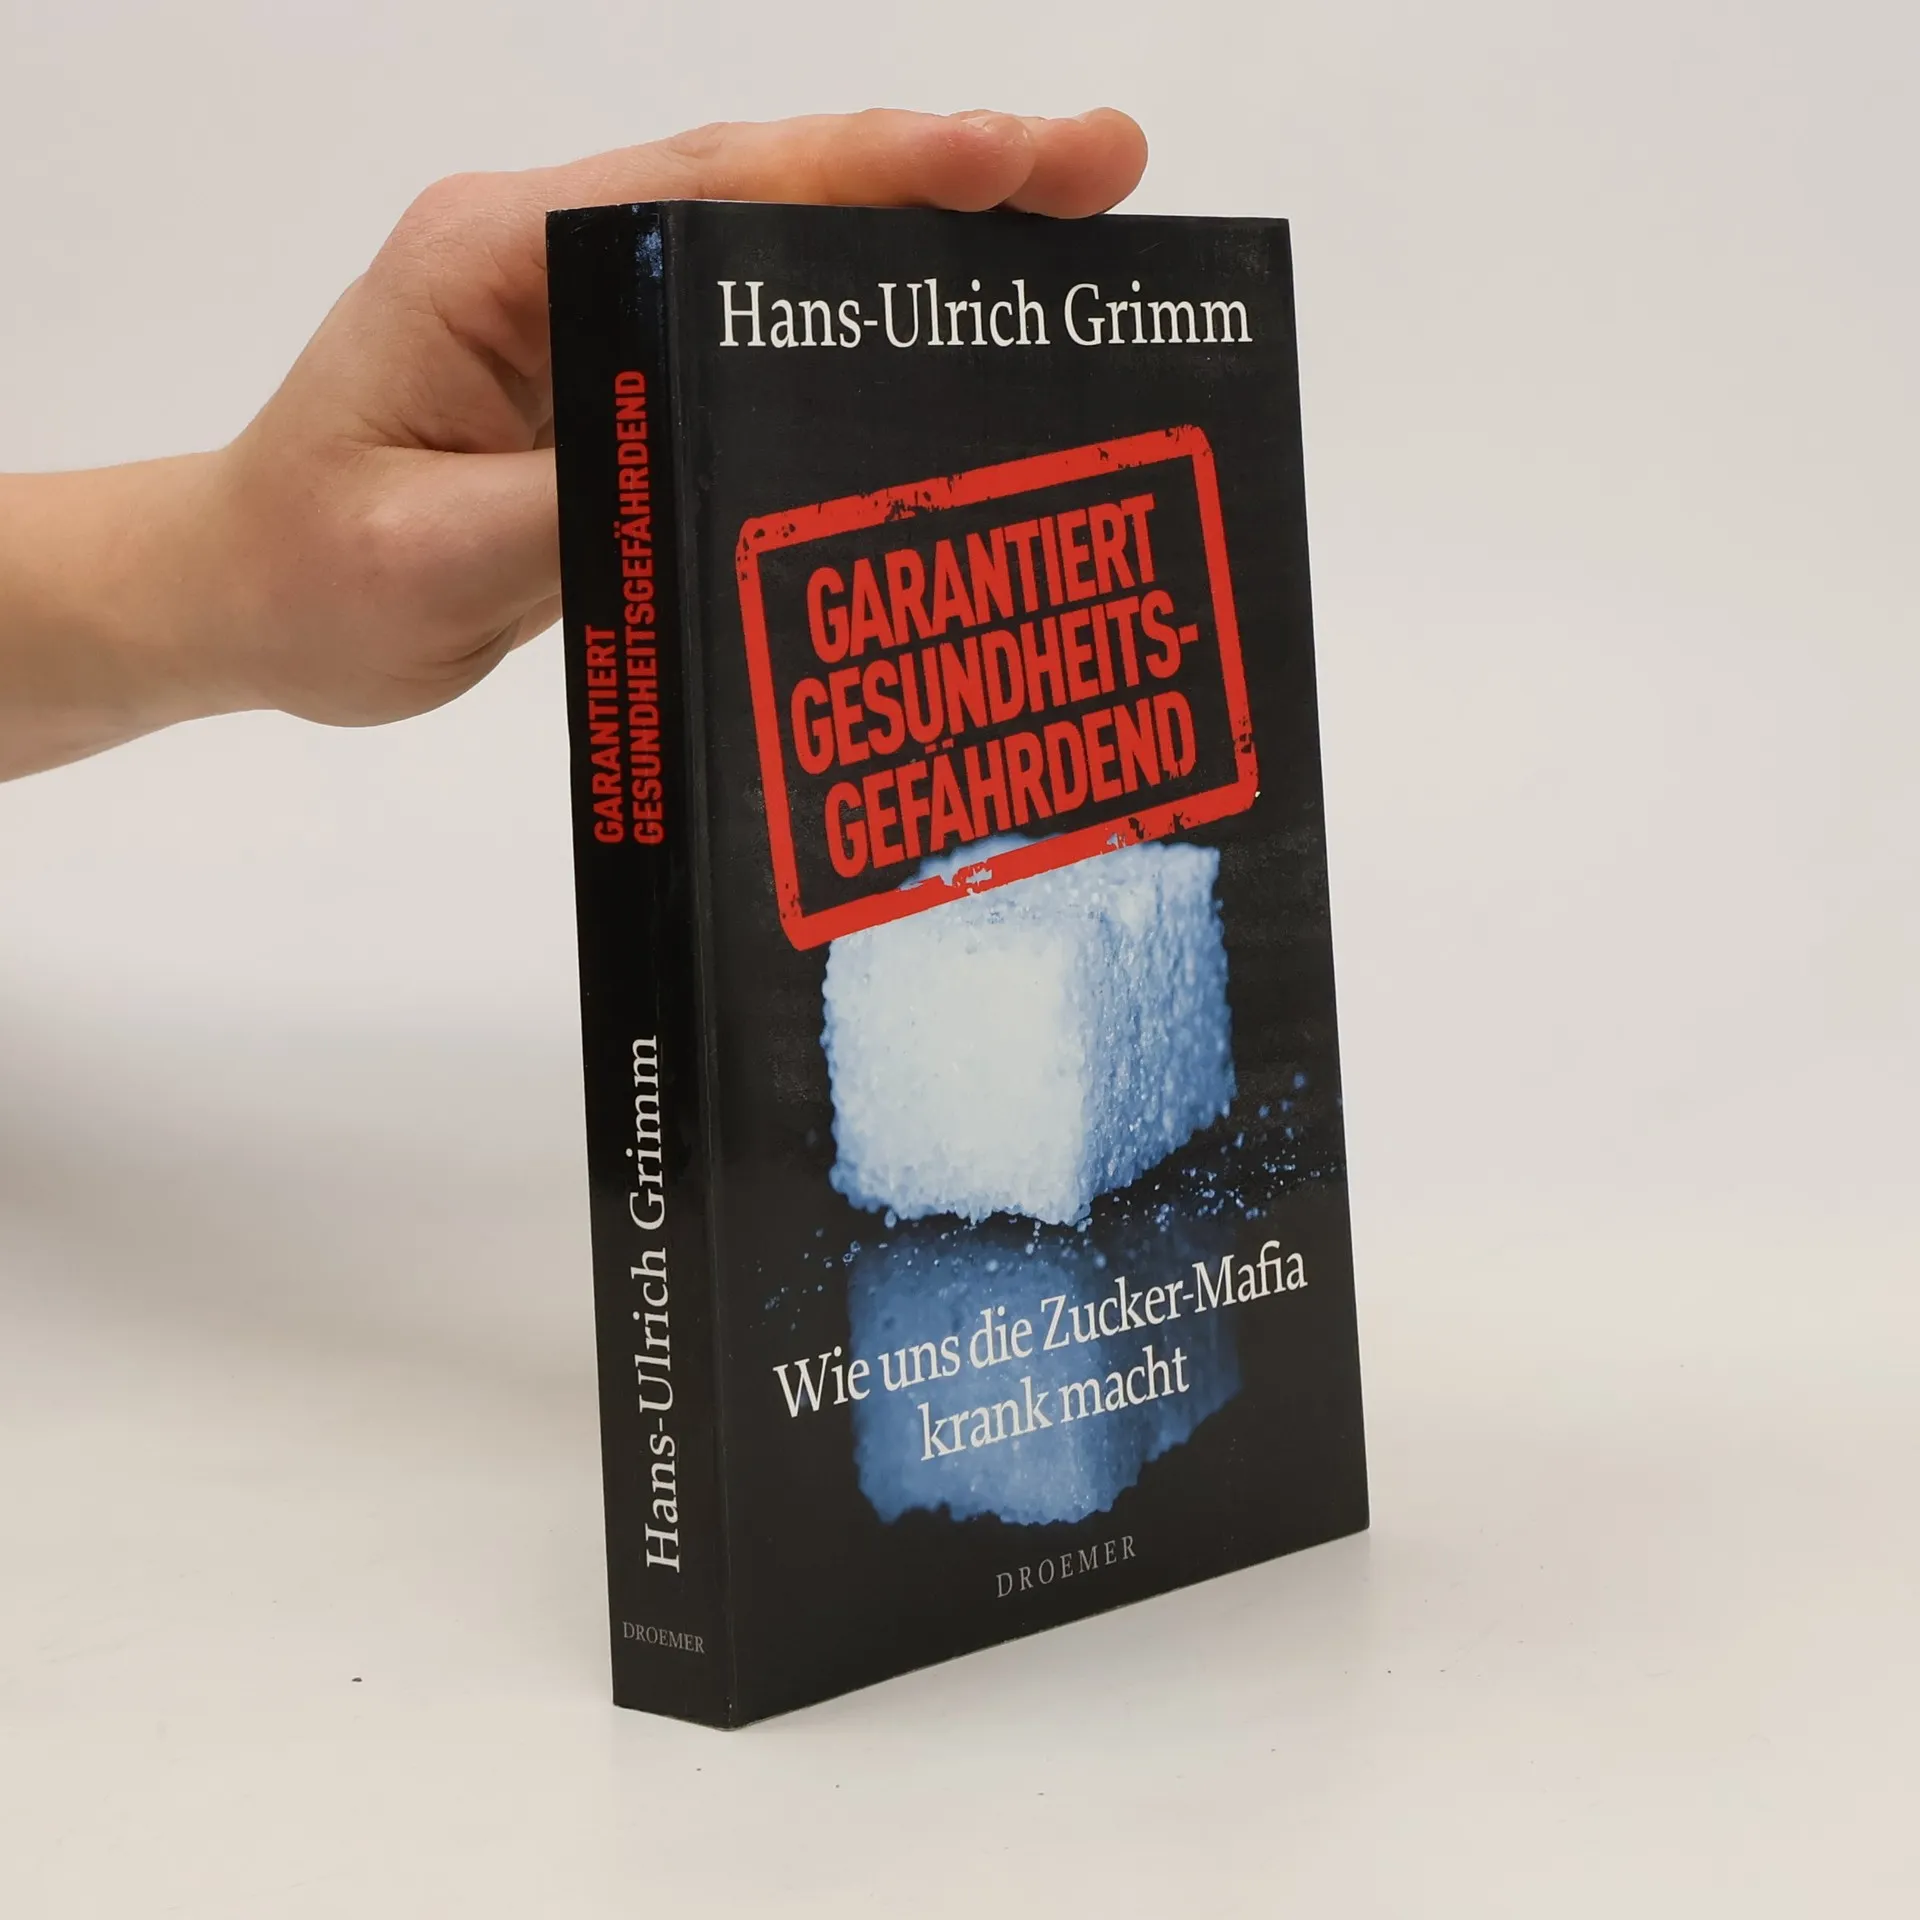 Hans-Ulrich Grimm
GARANTIERT
GESUNDHEITS-
GEFÄHRDEND
Wie uns die Zucker-Mafia
krank macht
DROEMER
GARANTIERT
GESUNDHEITSGEFÄHRDEND
Hans-Ulrich Grimm
DROEMER